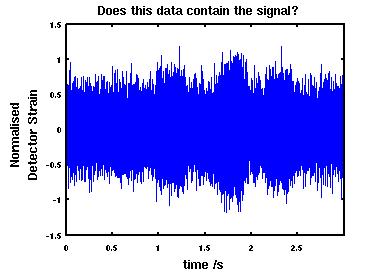 Does this data contain the signal?
1.5
1
0.5
0
-0.5
-1
-1.5
Normalised
Detector Strain
0 0.5 1 1.5 2 2.5
time /s